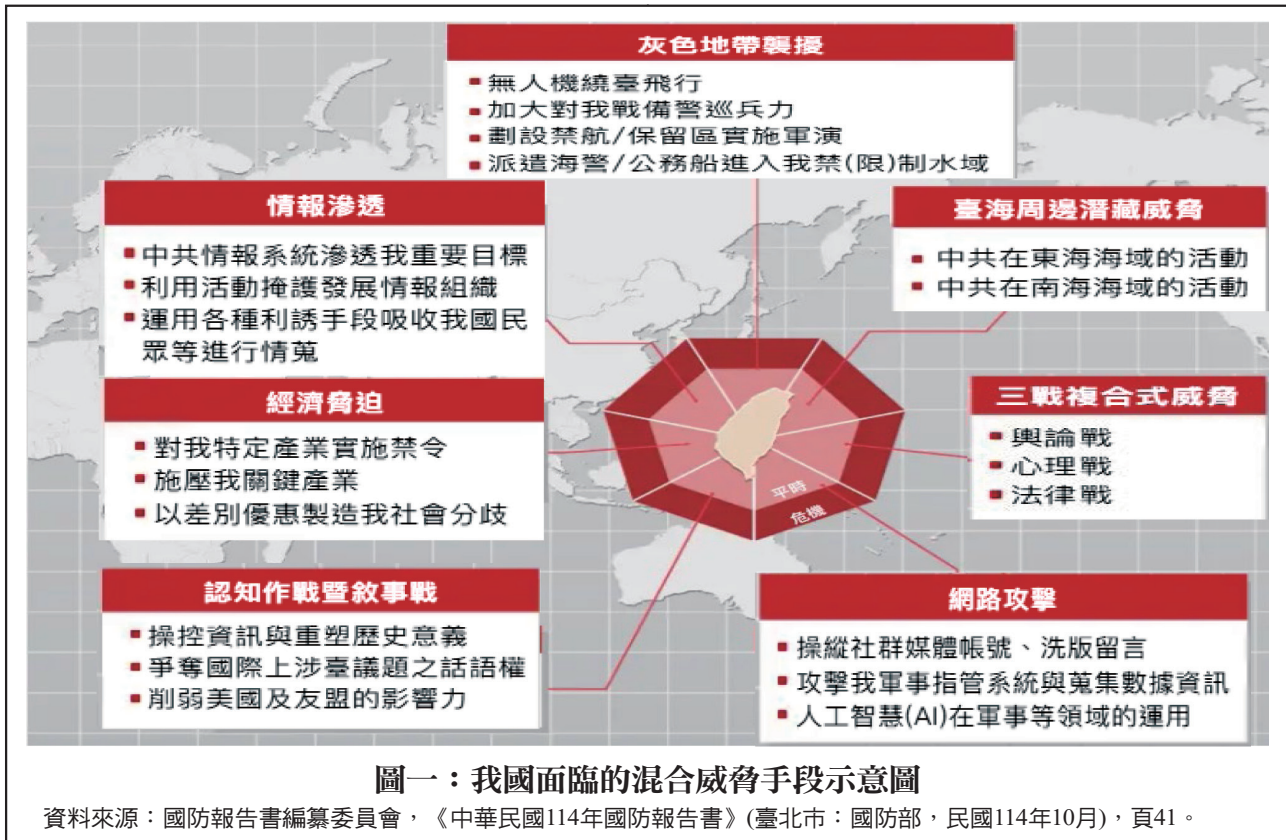 灰色地帶襲擾
▪ 無人機繞臺飛行
▪ 加大對我戰備警巡兵力
▪ 劃設禁航/保留區實施軍演
▪ 派遣海警/公務船進入我禁(限)制水域
情報滲透
▪ 中共情報系統滲透我重要目標
▪ 利用活動掩護發展情報組織
▪ 運用各種利誘手段吸收我國民
眾等進行情蒐
臺海周邊潛藏威脅
▪ 中共在東海海域的活動
▪ 中共在南海海域的活動
經濟脅迫
▪ 對我特定產業實施禁令
▪ 施壓我關鍵產業
▪ 以差別優惠製造我社會分歧
三戰複合式威脅
▪ 輿論戰
▪ 心理戰
▪ 法律戰
平時
危機
認知作戰暨敘事戰
▪ 操控資訊與重塑歷史意義
▪ 爭奪國際上涉臺議題之話語權
▪ 削弱美國及友盟的影響力
網路攻擊
▪ 操縱社群媒體帳號、洗版留言
▪ 攻擊我軍事指管系統與蒐集數據資訊
▪ 人工智慧(AI)在軍事等領域的運用
圖一：我國面臨的混合威脅手段示意圖
資料來源：國防報告書編纂委員會，《中華民國114年國防報告書》(臺北市：國防部，民國114年10月)，頁41。